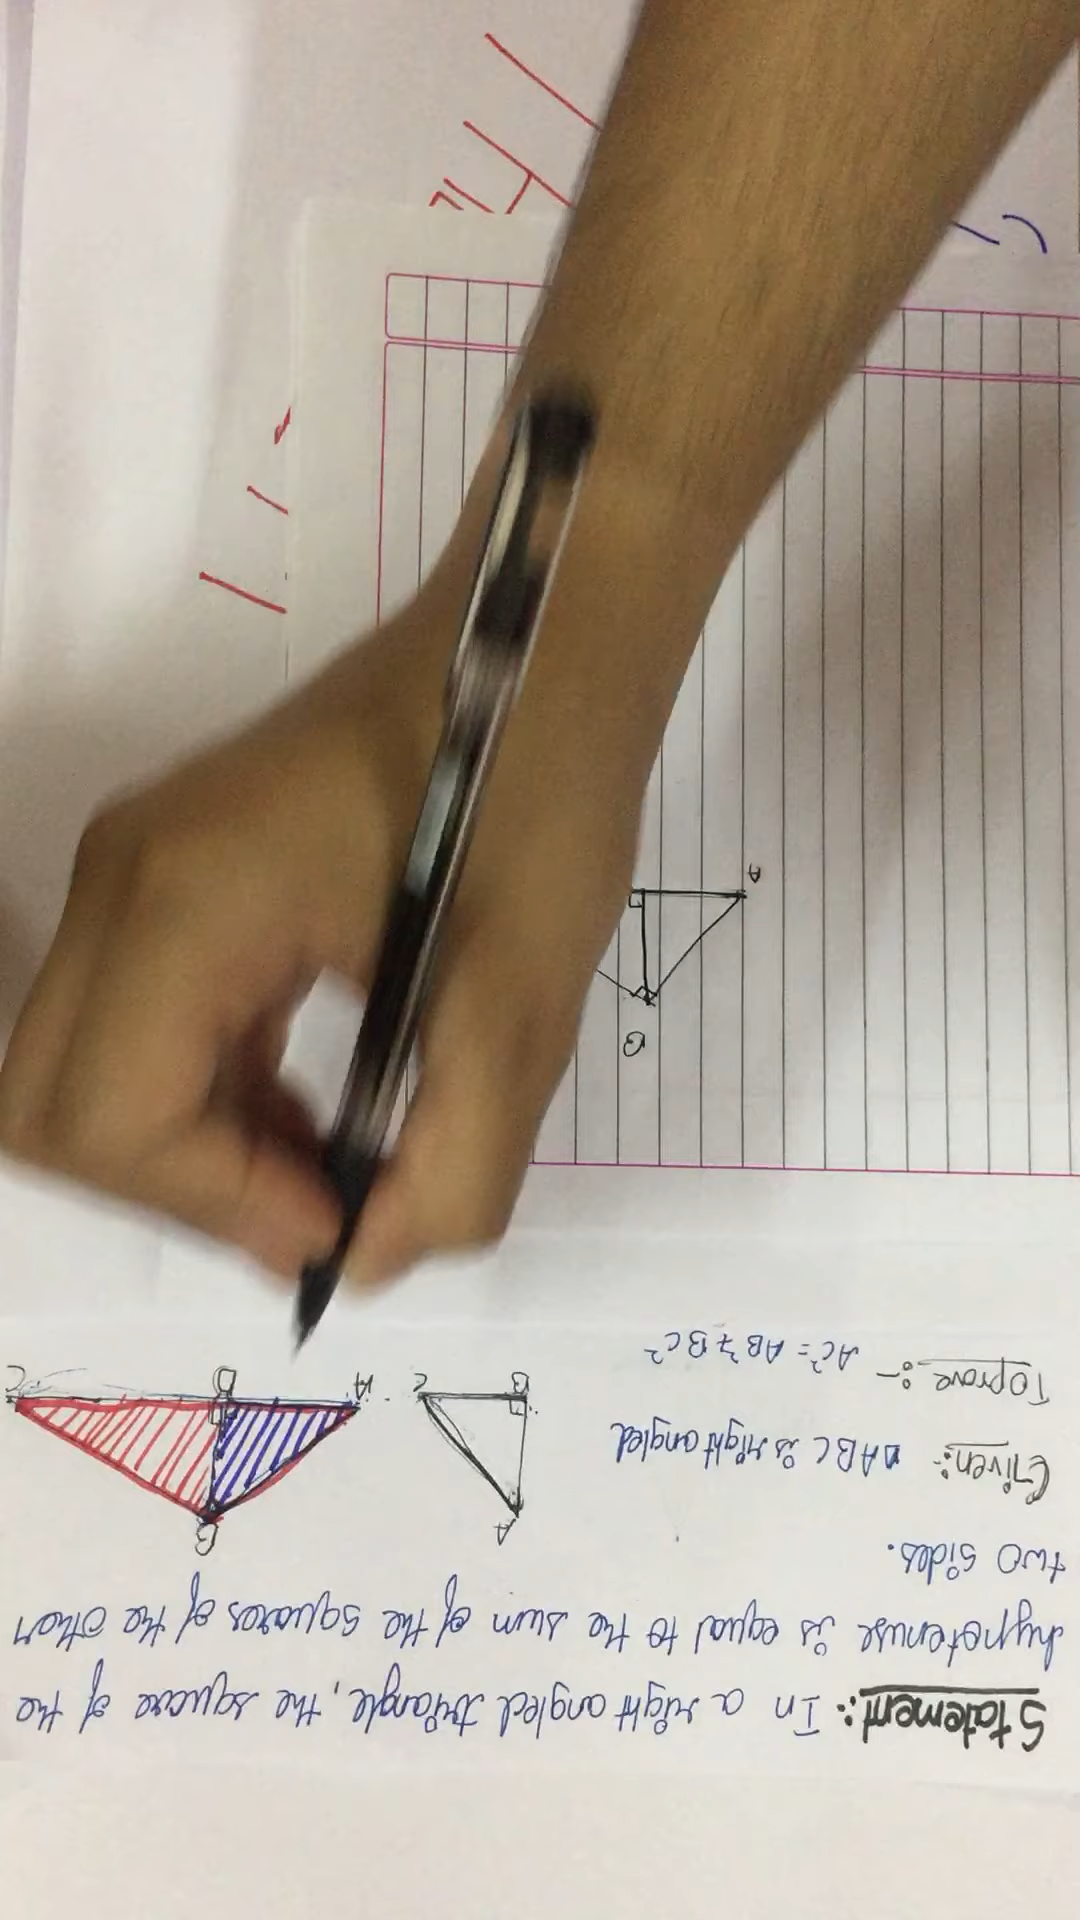 Statement:- In a right angled triangle, the square of the
hypotenuse is equal to the sum of the squares of the other
two sides.
Given:- △ABC is right angled
To prove:- AC² = AB² + BC²
A
B
C
B
A
D
C
B
A